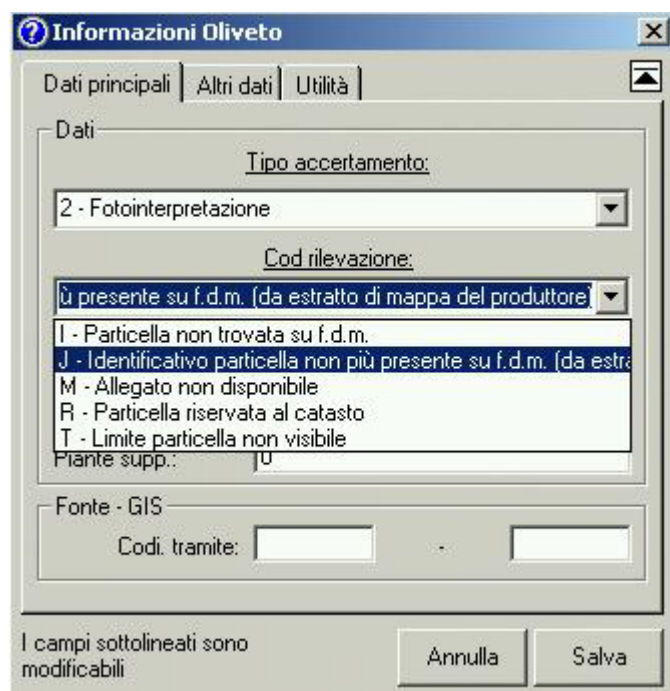 Informazioni Oliveto
Dati principali Altri dati Utilità
Dati
Tipo accertamento:
2 - Fotointerpretazione
Cod rilevazione:
ù presente su f.d.m. (da estratto di mappa del produttore)
I - Particella non trovata su f.d.m.
J - Identificativo particella non più presente su f.d.m. (da estra
M - Allegato non disponibile
R - Particella riservata al catasto
T - Limite particella non visibile
Piante supp.: 0
Fonte - GIS
Codi. tramite: -
I campi sottolineati sono
modificabili
Annulla Salva